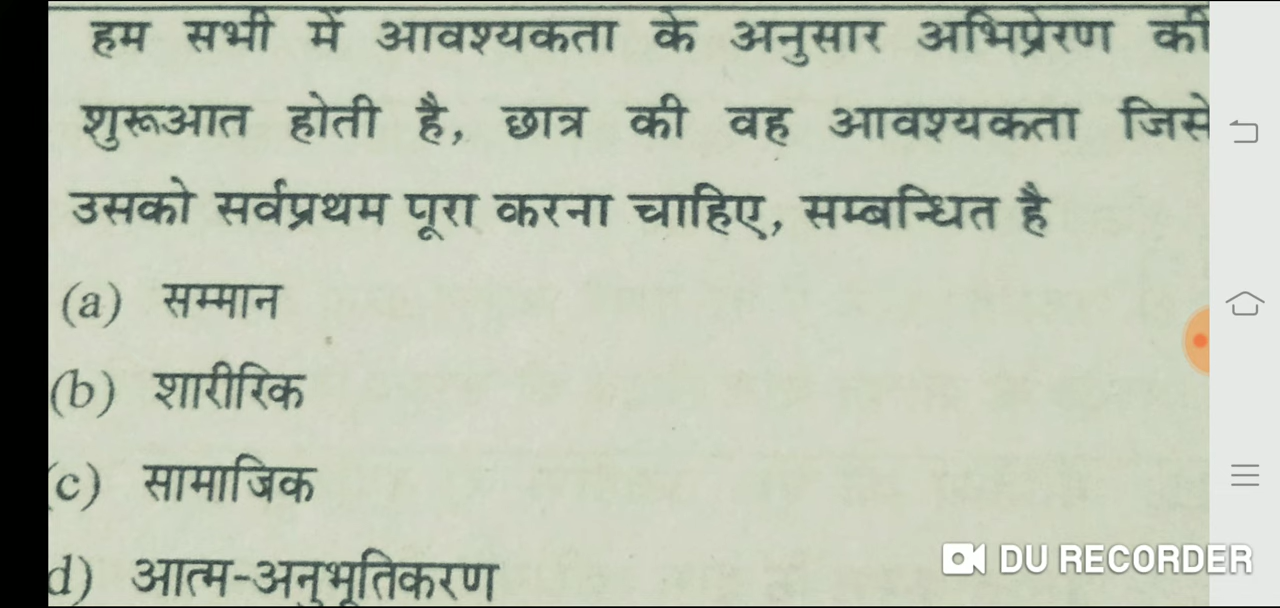 हम सभी में आवश्यकता के अनुसार अभिप्रेरण की
शुरूआत होती है, छात्र की वह आवश्यकता जिसे
उसको सर्वप्रथम पूरा करना चाहिए, सम्बन्धित है
(a) सम्मान
(b) शारीरिक
(c) सामाजिक
d) आत्म-अनुभूतिकरण
DU RECORDER